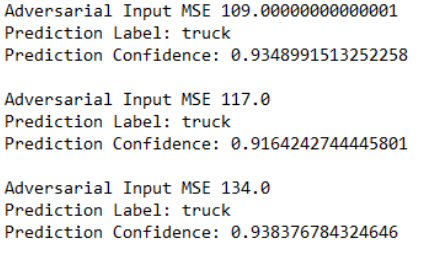 Adversarial Input MSE 109.00000000000001
Prediction Label: truck
Prediction Confidence: 0.9348991513252258
Adversarial Input MSE 117.0
Prediction Label: truck
Prediction Confidence: 0.9164242744445801
Adversarial Input MSE 134.0
Prediction Label: truck
Prediction Confidence: 0.938376784324646